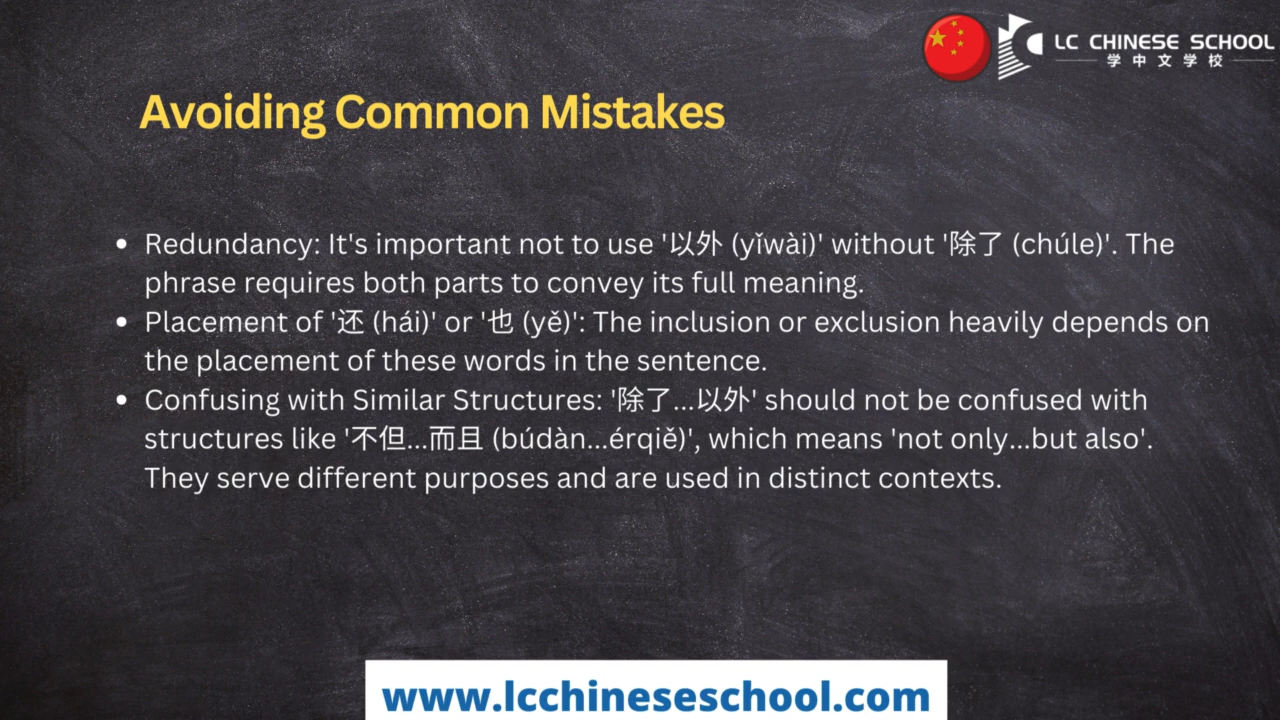 LC CHINESE SCHOOL
学中文学校
Avoiding Common Mistakes
• Redundancy: It's important not to use '以外 (yǐwài)' without '除了 (chúle)'. The
phrase requires both parts to convey its full meaning.
• Placement of '还 (hái)' or '也 (yě)': The inclusion or exclusion heavily depends on
the placement of these words in the sentence.
• Confusing with Similar Structures: '除了...以外' should not be confused with
structures like '不但...而且 (búdàn...érqiě)', which means 'not only...but also'.
They serve different purposes and are used in distinct contexts.
www.lcchineseschool.com